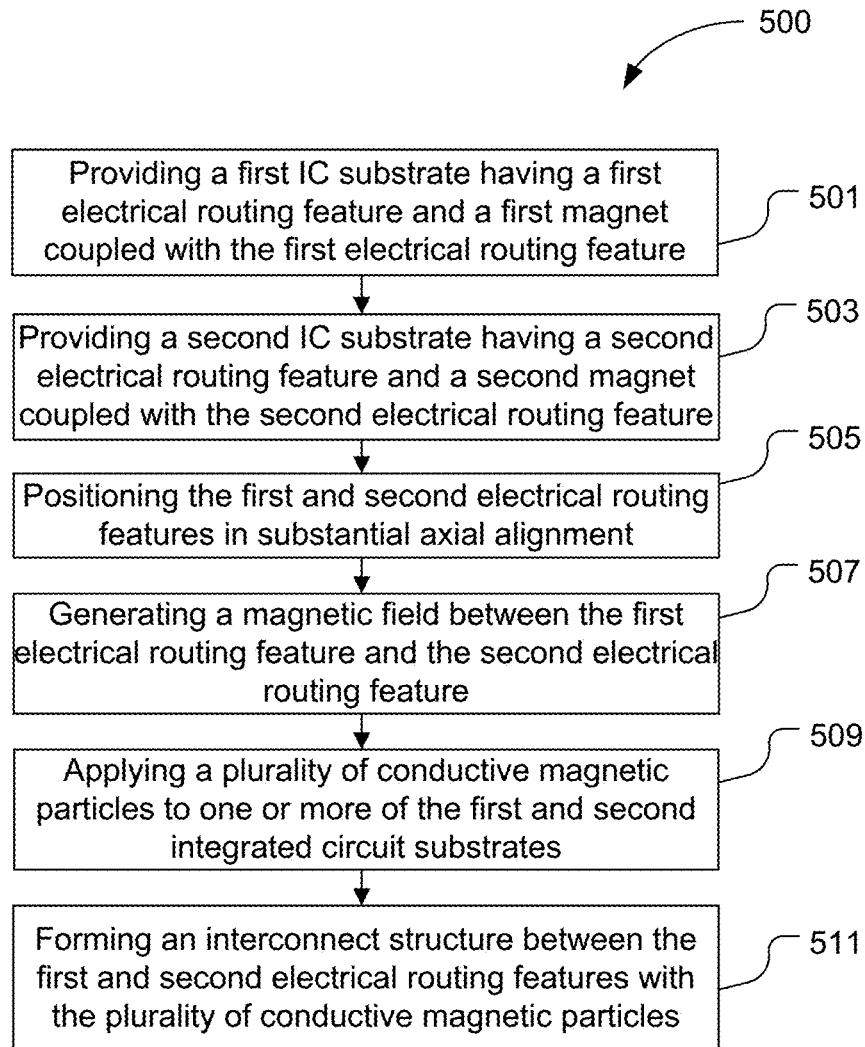 500
Providing a first IC substrate having a first
electrical routing feature and a first magnet
coupled with the first electrical routing feature
501
Providing a second IC substrate having a second
electrical routing feature and a second magnet
coupled with the second electrical routing feature
503
Positioning the first and second electrical routing
features in substantial axial alignment
505
Generating a magnetic field between the first
electrical routing feature and the second electrical
routing feature
507
Applying a plurality of conductive magnetic
particles to one or more of the first and second
integrated circuit substrates
509
Forming an interconnect structure between the
first and second electrical routing features with
the plurality of conductive magnetic particles
511